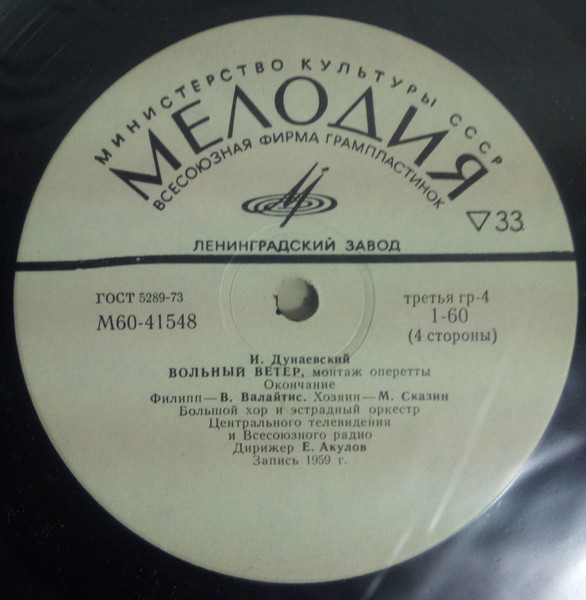 МИНИСТЕРСТВО КУЛЬТУРЫ СССР
МЕЛОДИЯ
ВСЕСОЮЗНАЯ ФИРМА ГРАМПЛАСТИНОК
▽33
ЛЕНИНГРАДСКИЙ ЗАВОД
ГОСТ 5289-73
М60-41548
третья гр-4
1-60
(4 стороны)
И. Дунаевский
ВОЛЬНЫЙ ВЕТЕР, монтаж оперетты
Окончание
Филипп—В. Валайтис. Хозяин—М. Сказин
Большой хор и эстрадный оркестр
Центрального телевидения
и Всесоюзного радио
Дирижер Е. Акулов
Запись 1959 г.